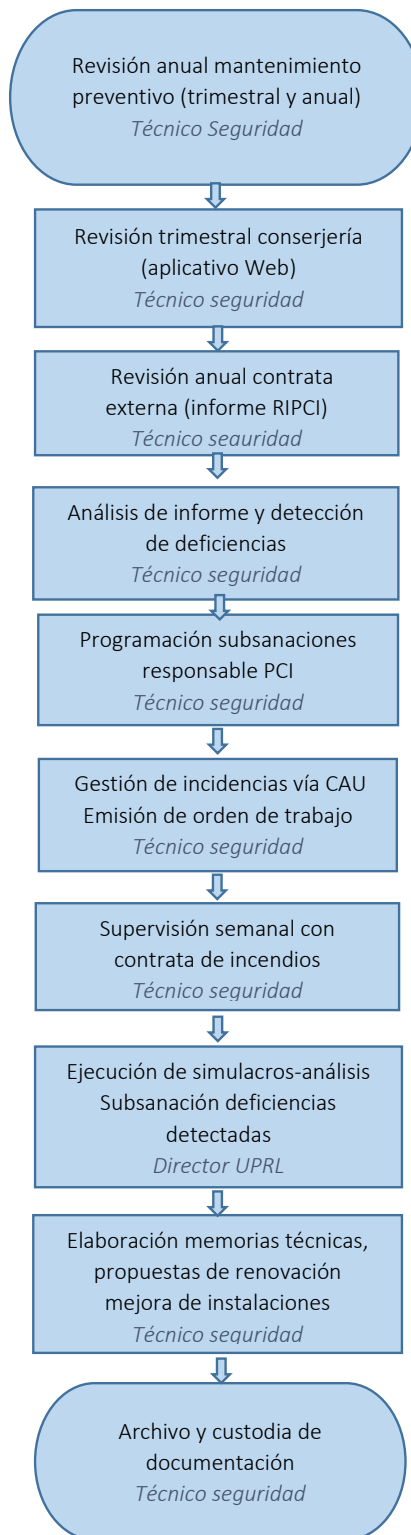 Revisión anual mantenimiento
preventivo (trimestral y anual)
Técnico Seguridad
Revisión trimestral conserjería
(aplicativo Web)
Técnico seguridad
Revisión anual contrata
externa (informe RIPCI)
Técnico seguridad
Análisis de informe y detección
de deficiencias
Técnico seguridad
Programación subsanaciones
responsable PCI
Técnico seguridad
Gestión de incidencias vía CAU
Emisión de orden de trabajo
Técnico seguridad
Supervisión semanal con
contrata de incendios
Técnico seguridad
Ejecución de simulacros-análisis
Subsanación deficiencias
detectadas
Director UPRL
Elaboración memorias técnicas,
propuestas de renovación
mejora de instalaciones
Técnico seguridad
Archivo y custodia de
documentación
Técnico seguridad